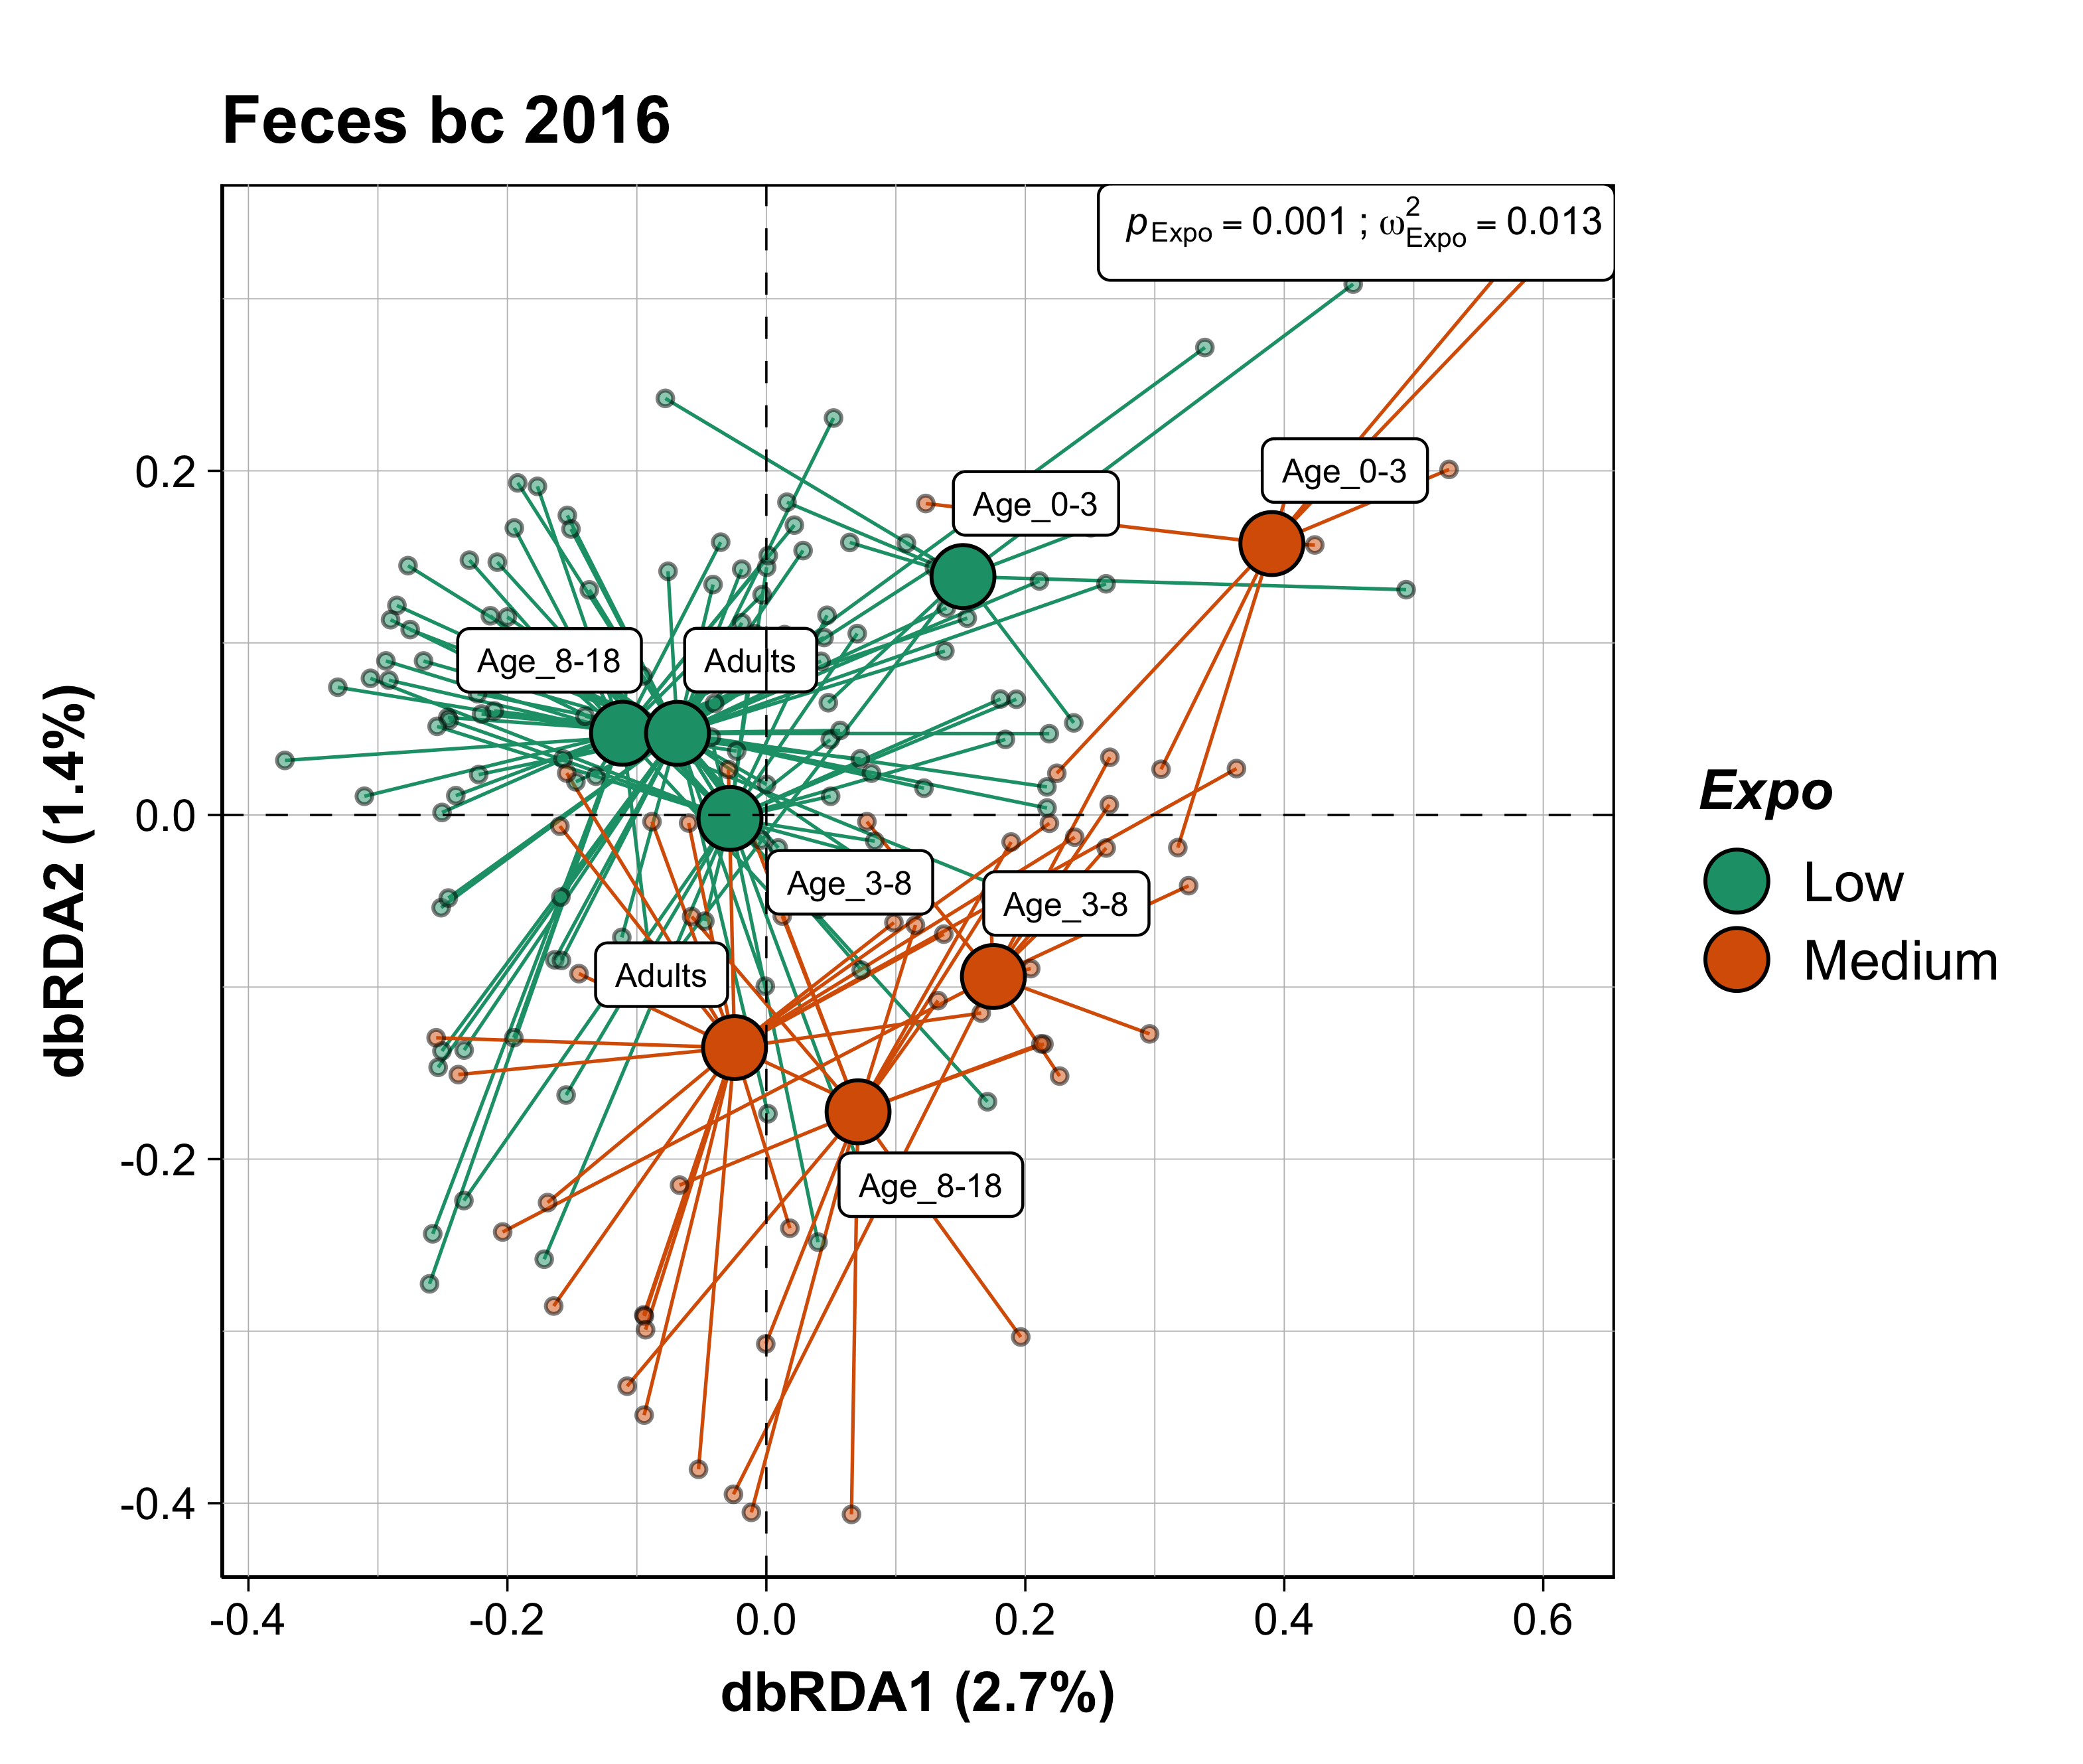 Feces bc 2016
pExpo = 0.001 ; ω²Expo = 0.013
Age_0-3
Age_0-3
Age_8-18
Adults
Age_3-8
Age_3-8
Adults
Age_8-18
0.2
0.0
-0.2
-0.4
dbRDA2 (1.4%)
-0.4
-0.2
0.0
0.2
0.4
0.6
dbRDA1 (2.7%)
Expo
Low
Medium